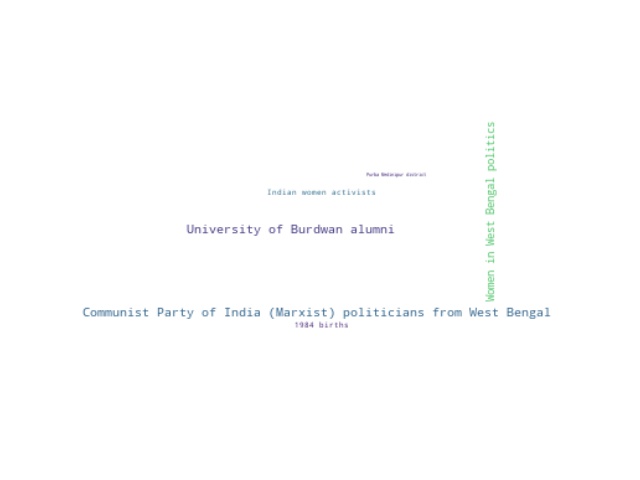 Women in West Bengal politics
Purba Medinipur district
Indian women activists
University of Burdwan alumni
Communist Party of India (Marxist) politicians from West Bengal
1984 births